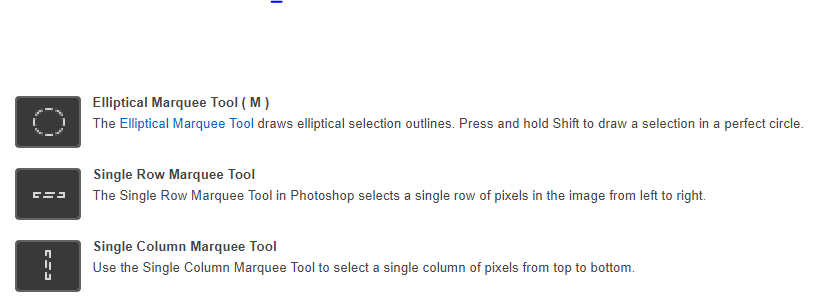 Elliptical Marquee Tool ( M )
The Elliptical Marquee Tool draws elliptical selection outlines. Press and hold Shift to draw a selection in a perfect circle.
Single Row Marquee Tool
The Single Row Marquee Tool in Photoshop selects a single row of pixels in the image from left to right.
Single Column Marquee Tool
Use the Single Column Marquee Tool to select a single column of pixels from top to bottom.